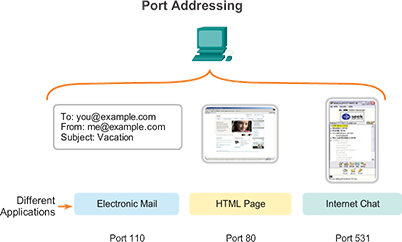 Port Addressing
To: you@example.com
From: me@example.com
Subject: Vacation
seek
Different
Applications
Electronic Mail
HTML Page
Internet Chat
Port 110
Port 80
Port 531